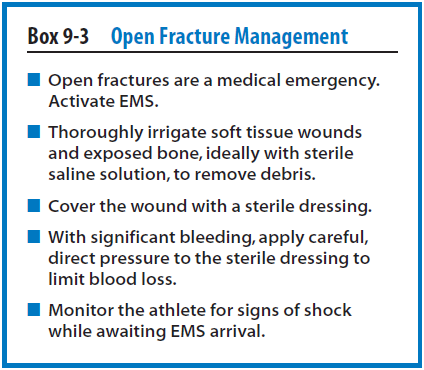 Box 9-3 Open Fracture Management
■ Open fractures are a medical emergency.
Activate EMS.
■ Thoroughly irrigate soft tissue wounds
and exposed bone, ideally with sterile
saline solution, to remove debris.
■ Cover the wound with a sterile dressing.
■ With significant bleeding, apply careful,
direct pressure to the sterile dressing to
limit blood loss.
■ Monitor the athlete for signs of shock
while awaiting EMS arrival.